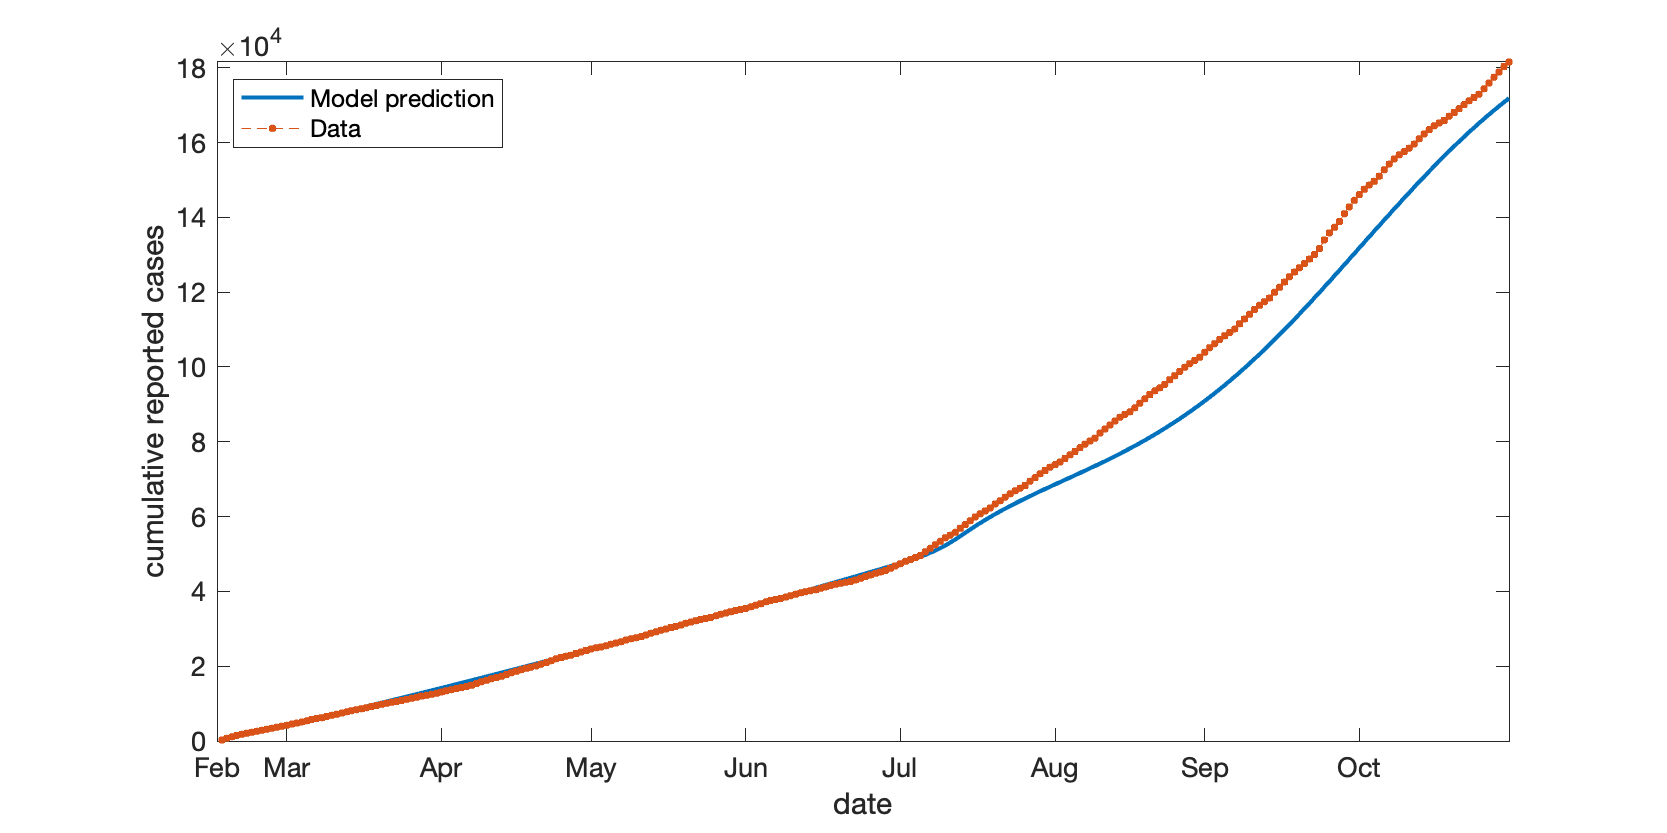 ×10^4
18
16
14
12
10
8
6
4
2
0
cumulative reported cases
Model prediction
Data
Feb Mar Apr May Jun Jul Aug Sep Oct
date